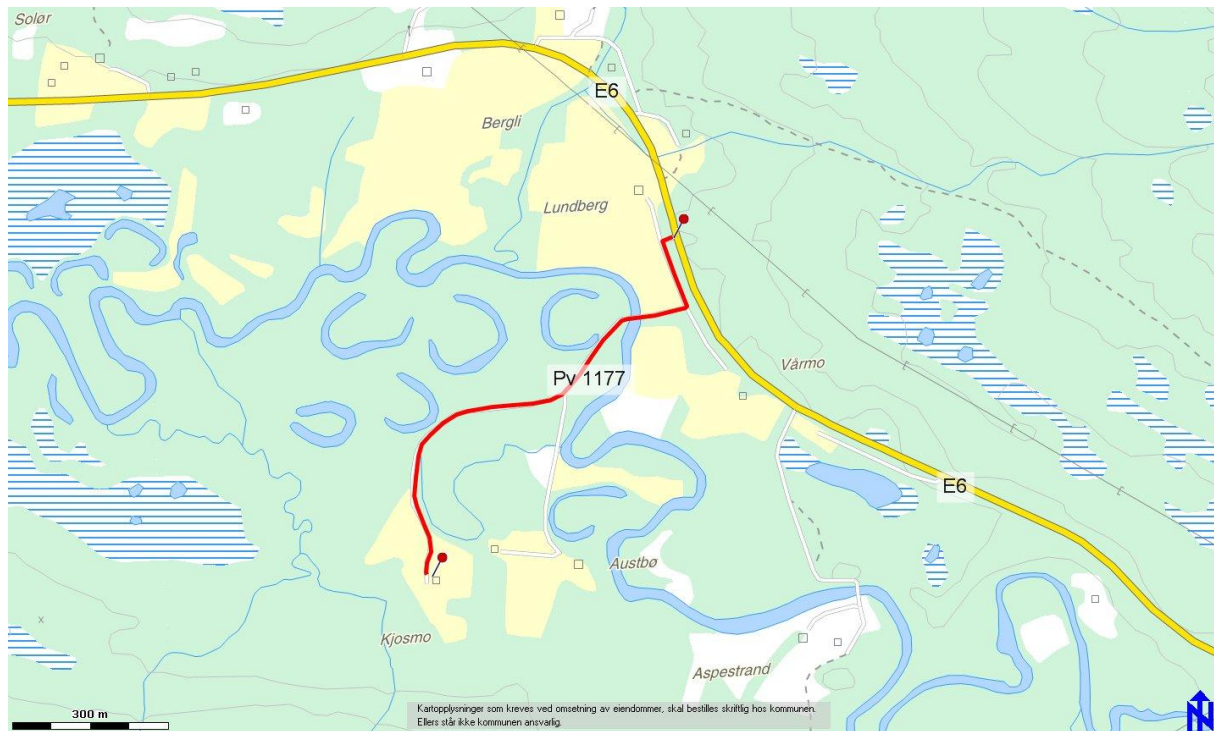 Solør
E6
Bergli
Lundberg
Vårmo
Pv 1177
E6
Austbø
Kjosmo
Aspestrand
300 m
Kartopplysninger som kreves ved omsetning av eiendommer, skal bestilles skriftlig hos kommunen.
Ellers står ikke kommunen ansvarlig.
N